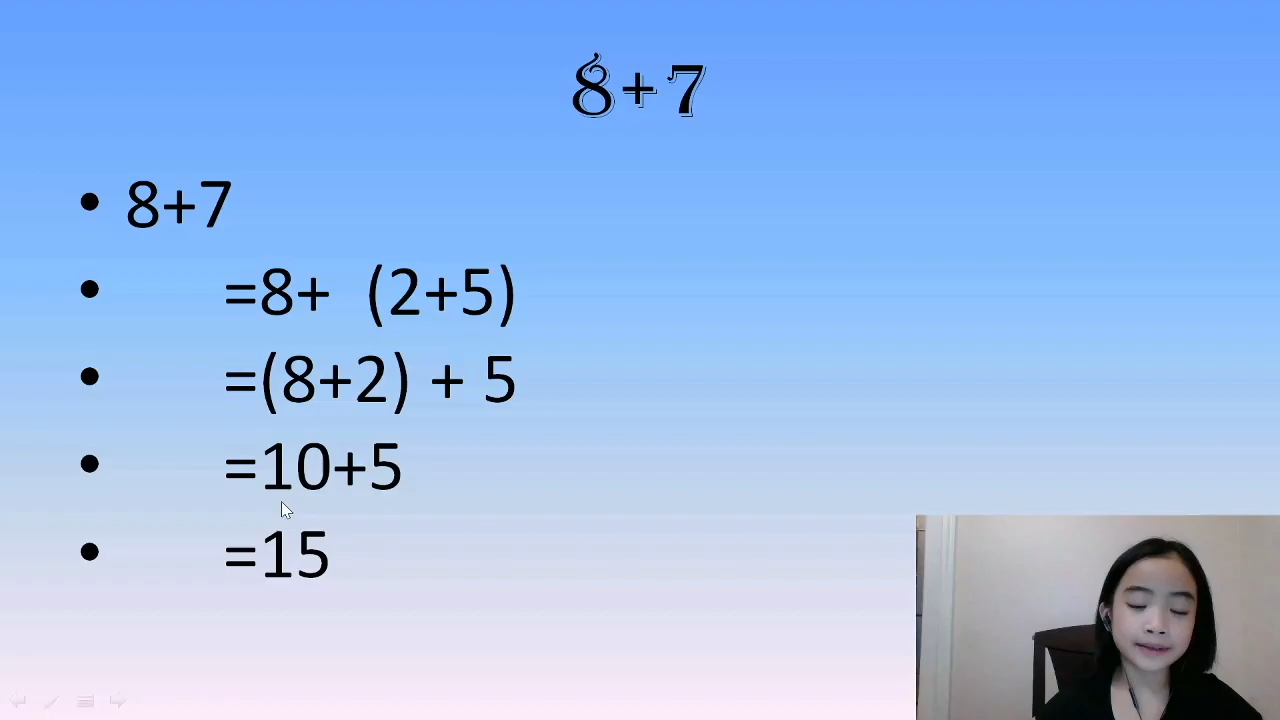 8+7
• 8+7
• =8+ (2+5)
• =(8+2) + 5
• =10+5
• =15